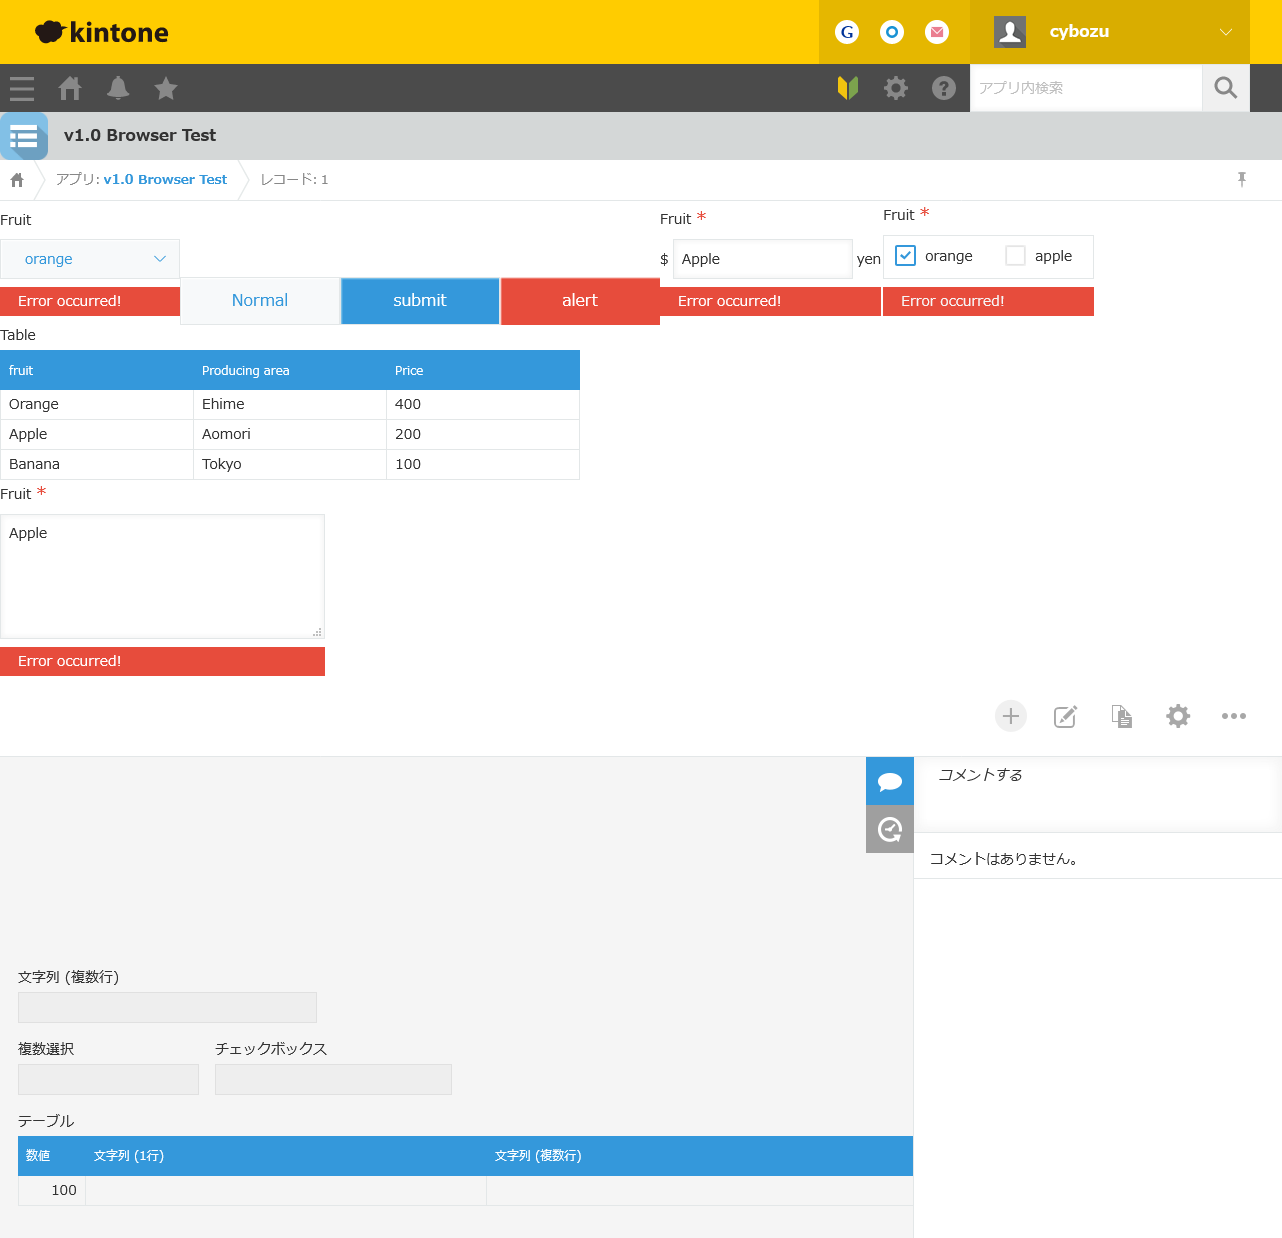 kintone
G
cybozu
アプリ内検索
v1.0 Browser Test
アプリ: v1.0 Browser Test
レコード: 1
Fruit
orange
Error occurred!
Normal
submit
alert
Fruit *
$ Apple yen
Error occurred!
Fruit *
orange
apple
Error occurred!
Table
fruit Producing area Price
Orange Ehime 400
Apple Aomori 200
Banana Tokyo 100
Fruit *
Apple
Error occurred!
コメントする
コメントはありません。
文字列 (複数行)
複数選択 チェックボックス
テーブル
数値 文字列 (1行) 文字列 (複数行)
100